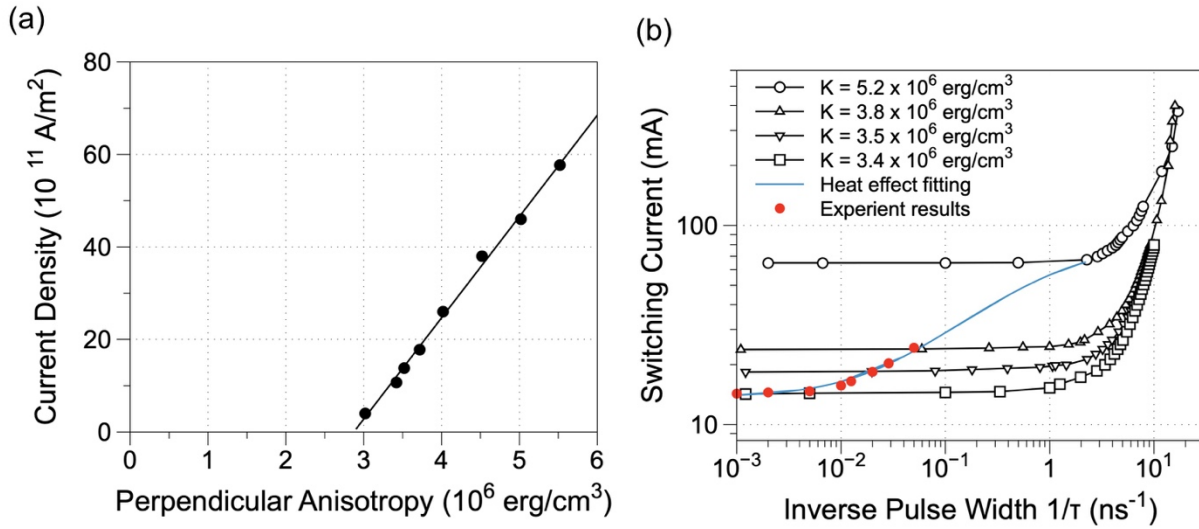 (a)
80
60
40
20
0
0 1 2 3 4 5 6
Current Density (10 ¹¹ A/m²)
Perpendicular Anisotropy (10⁶ erg/cm³)
(b)
K = 5.2 x 10⁶ erg/cm³
K = 3.8 x 10⁶ erg/cm³
K = 3.5 x 10⁶ erg/cm³
K = 3.4 x 10⁶ erg/cm³
Heat effect fitting
Experient results
100
10
10⁻³ 10⁻² 10⁻¹ 1 10¹
Switching Current (mA)
Inverse Pulse Width 1/τ (ns⁻¹)